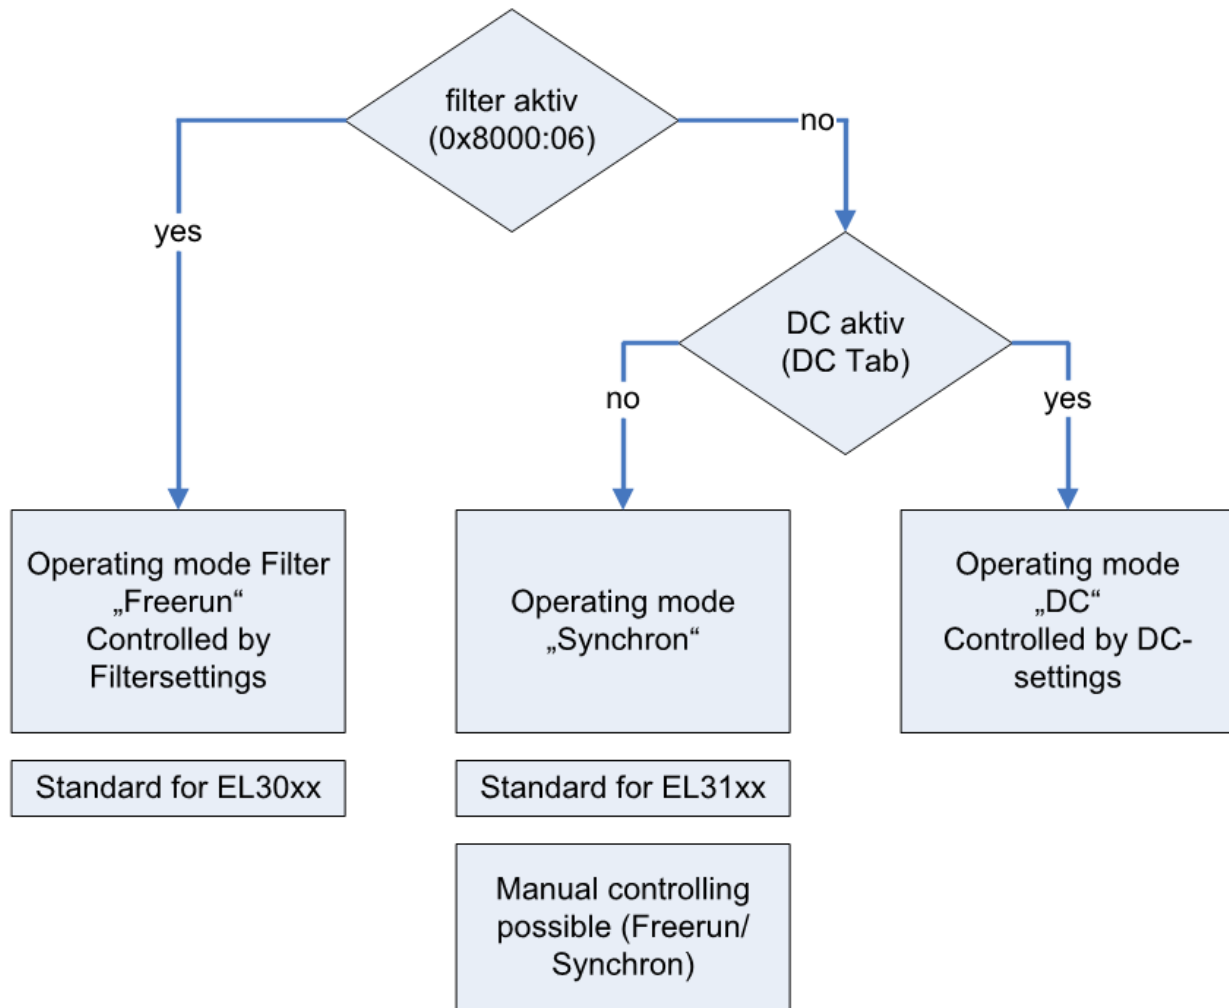 filter aktiv
(0x8000:06)
no
yes
DC aktiv
(DC Tab)
no
yes
Operating mode Filter
„Freerun“
Controlled by
Filtersettings
Operating mode
„Synchron“
Operating mode
„DC“
Controlled by DC-
settings
Standard for EL30xx
Standard for EL31xx
Manual controlling
possible (Freerun/
Synchron)